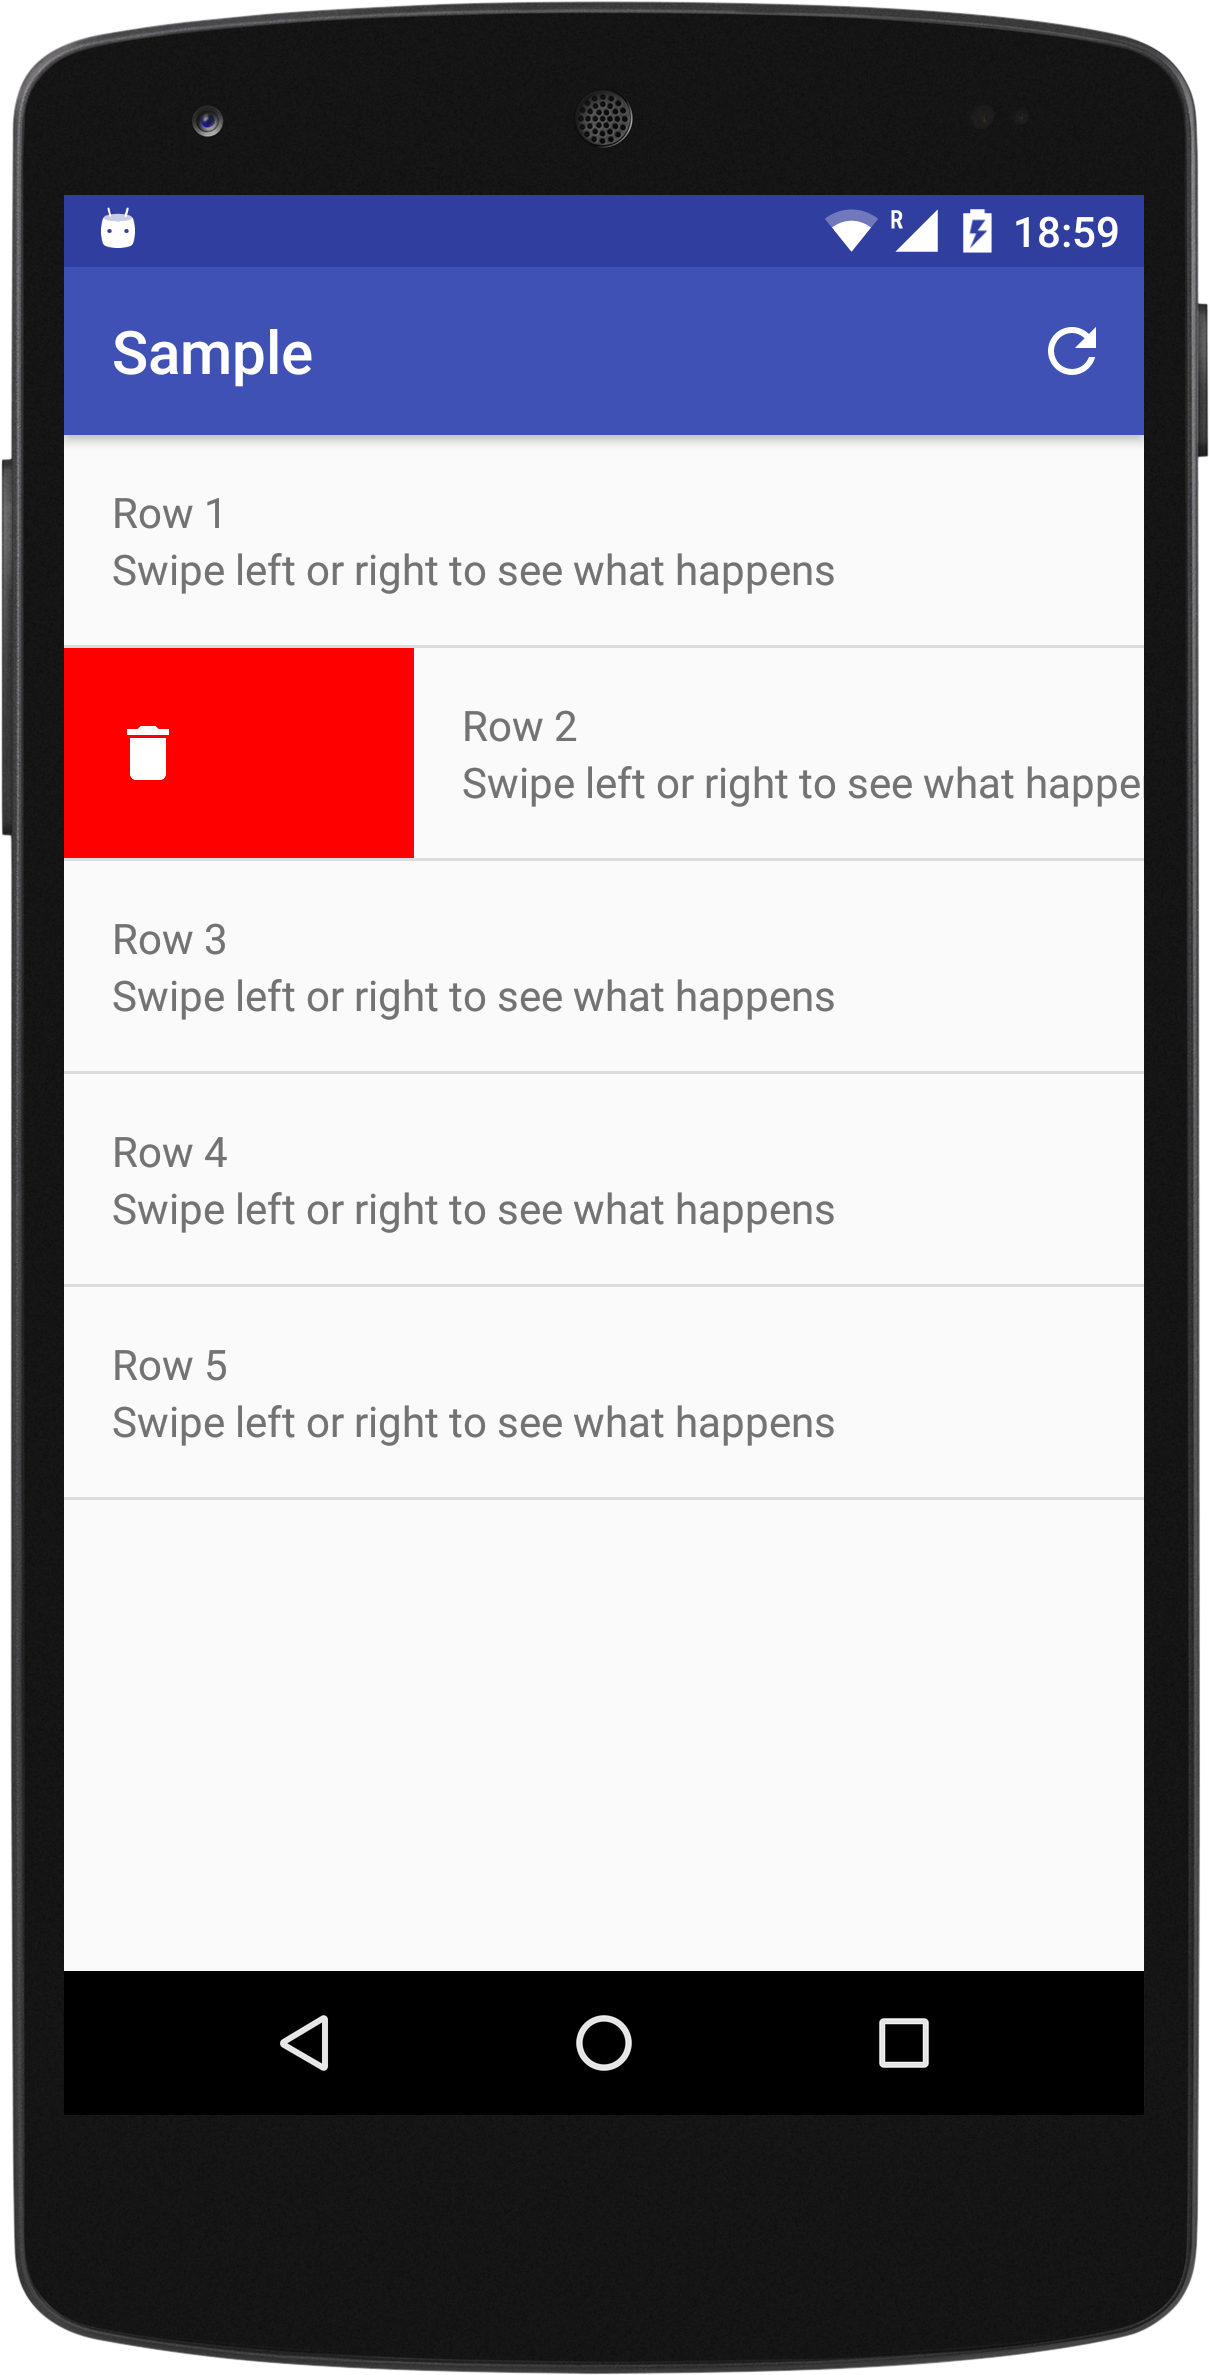 R 18:59
Sample
Row 1
Swipe left or right to see what happens
Row 2
Swipe left or right to see what happe
Row 3
Swipe left or right to see what happens
Row 4
Swipe left or right to see what happens
Row 5
Swipe left or right to see what happens